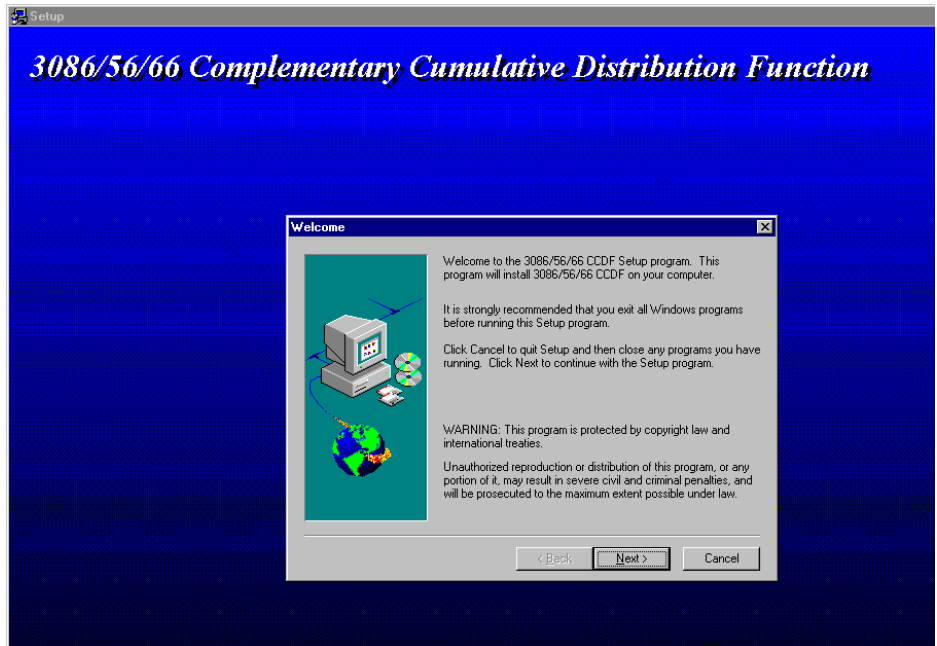 Setup
3086/56/66 Complementary Cumulative Distribution Function
Welcome
Welcome to the 3086/56/66 CCDF Setup program. This
program will install 3086/56/66 CCDF on your computer.
It is strongly recommended that you exit all Windows programs
before running this Setup program.
Click Cancel to quit Setup and then close any programs you have
running. Click Next to continue with the Setup program.
WARNING: This program is protected by copyright law and
international treaties.
Unauthorized reproduction or distribution of this program, or any
portion of it, may result in severe civil and criminal penalties, and
will be prosecuted to the maximum extent possible under law.
< Back Next > Cancel